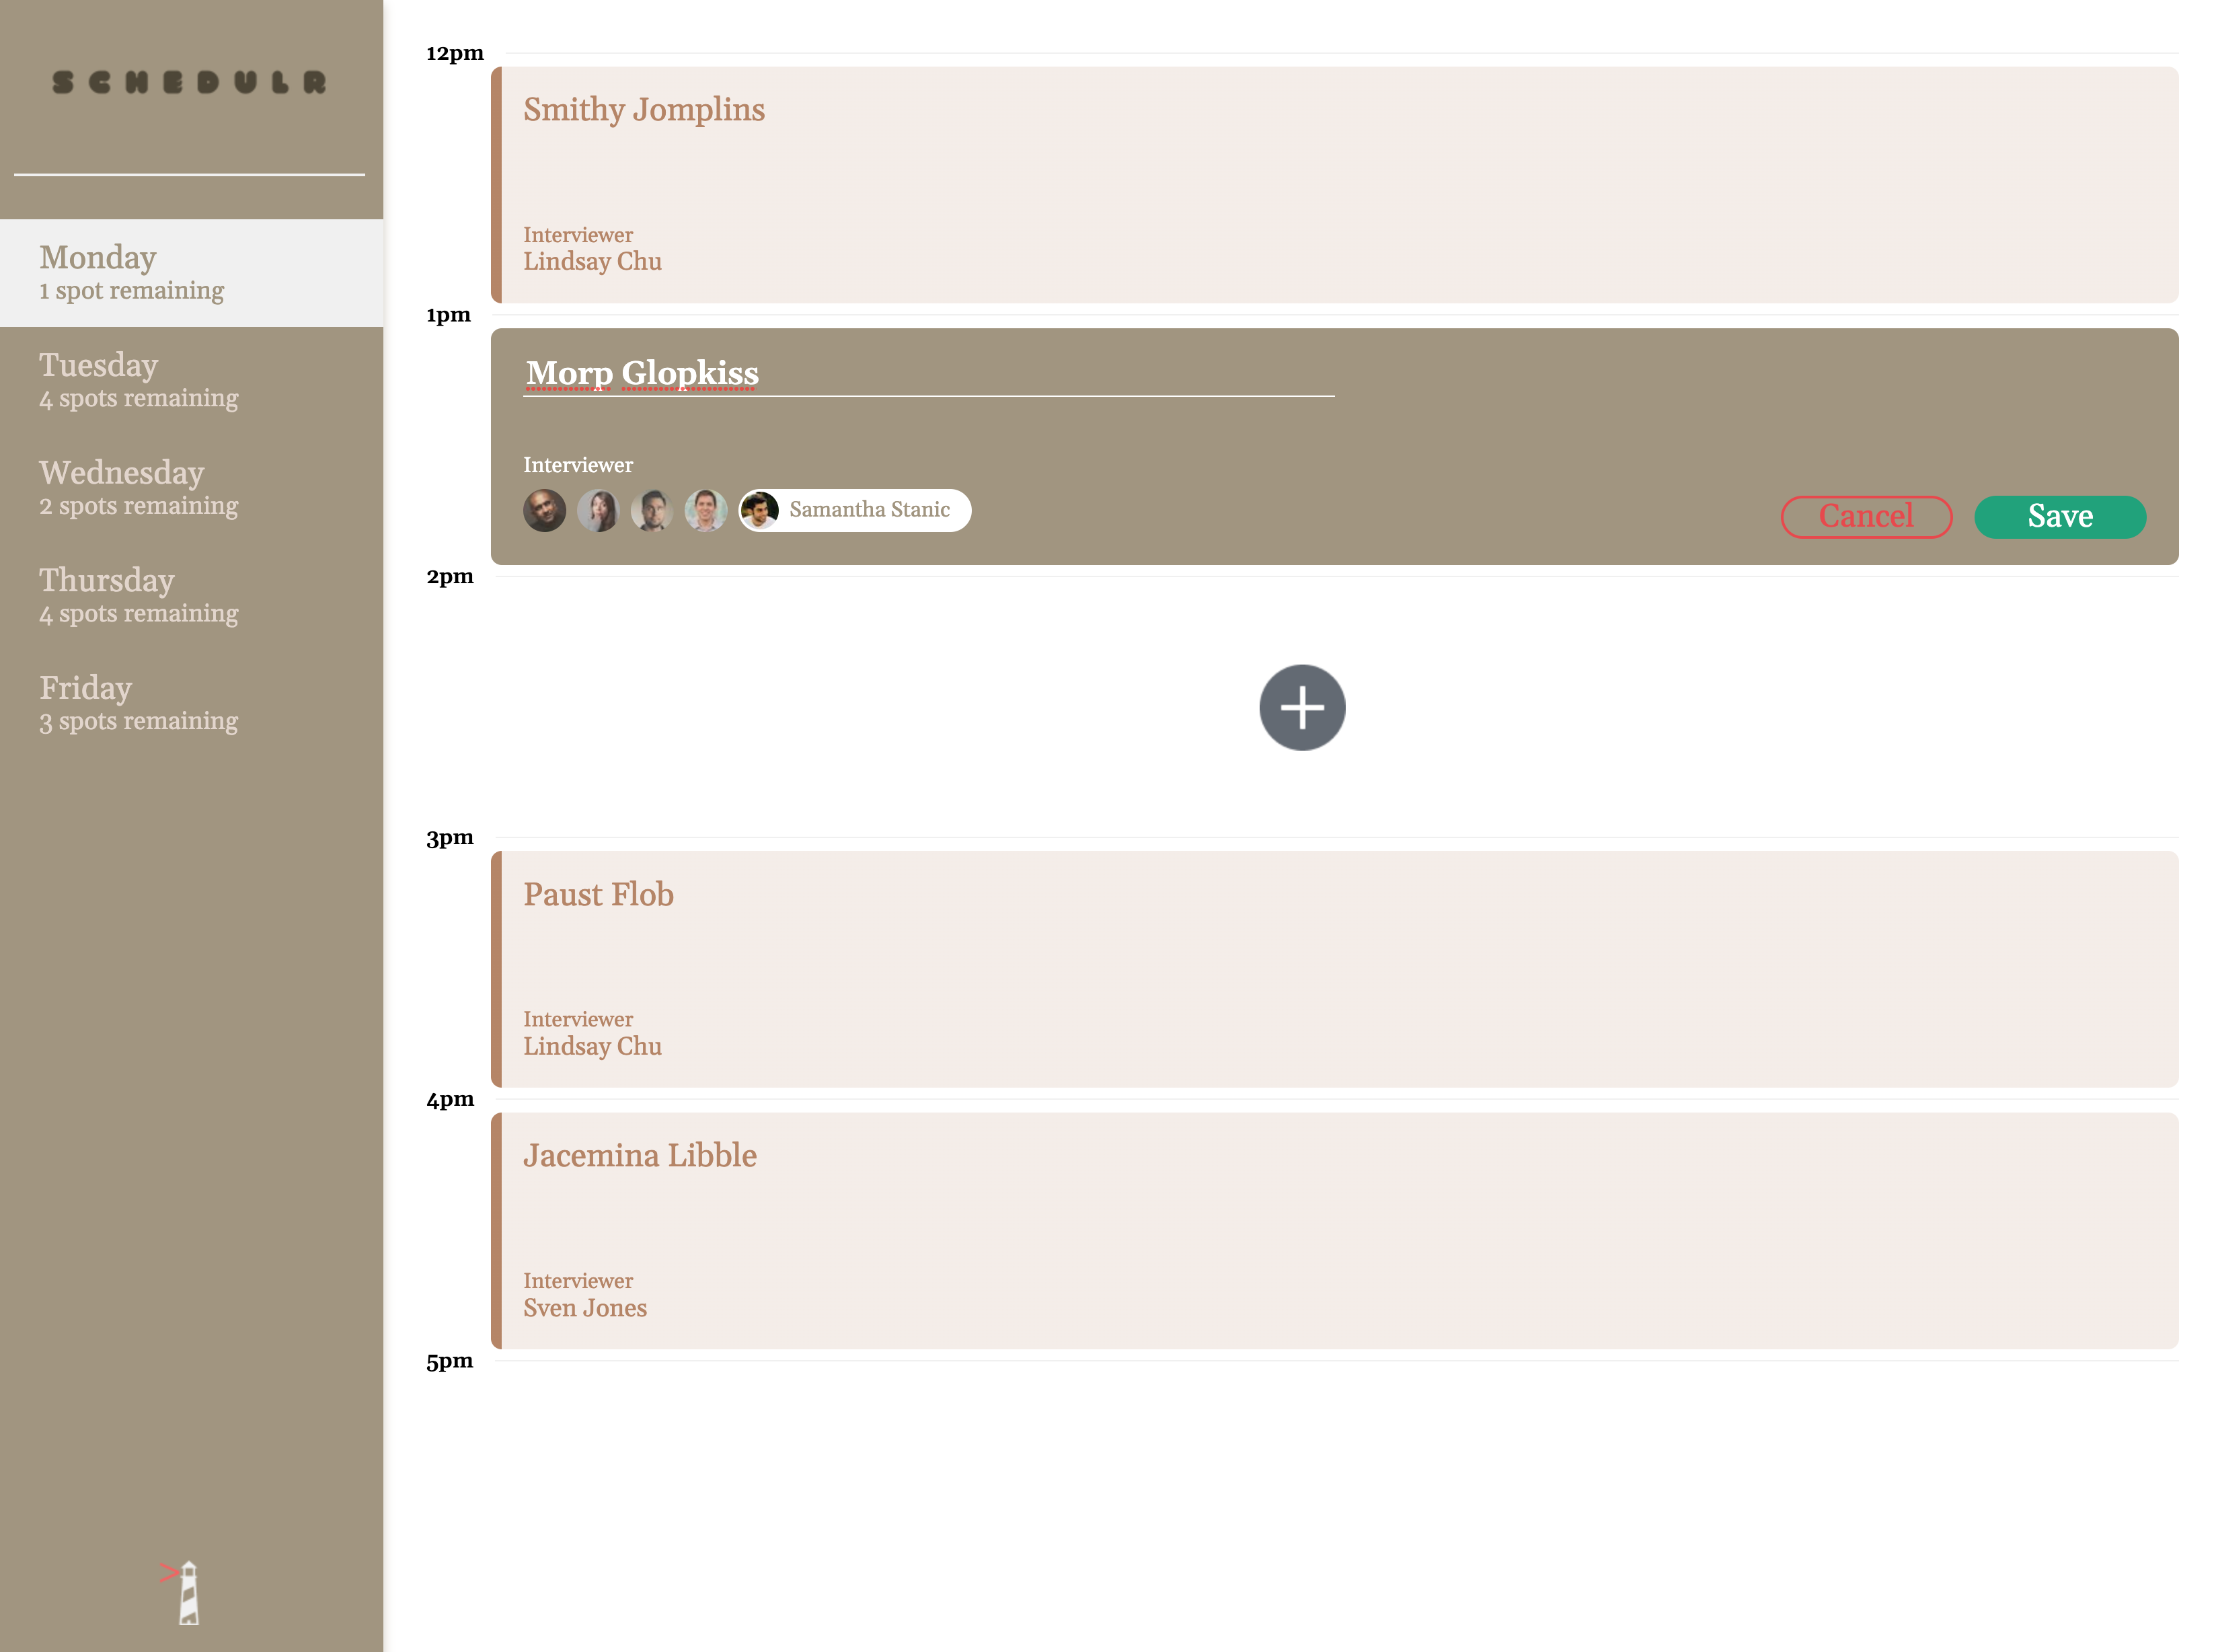 SCHEDULR
Monday
1 spot remaining
Tuesday
4 spots remaining
Wednesday
2 spots remaining
Thursday
4 spots remaining
Friday
3 spots remaining
12pm
Smithy Jomplins
Interviewer
Lindsay Chu
1pm
Morp Glopkiss
Interviewer
Samantha Stanic
Cancel
Save
2pm
3pm
Paust Flob
Interviewer
Lindsay Chu
4pm
Jacemina Libble
Interviewer
Sven Jones
5pm